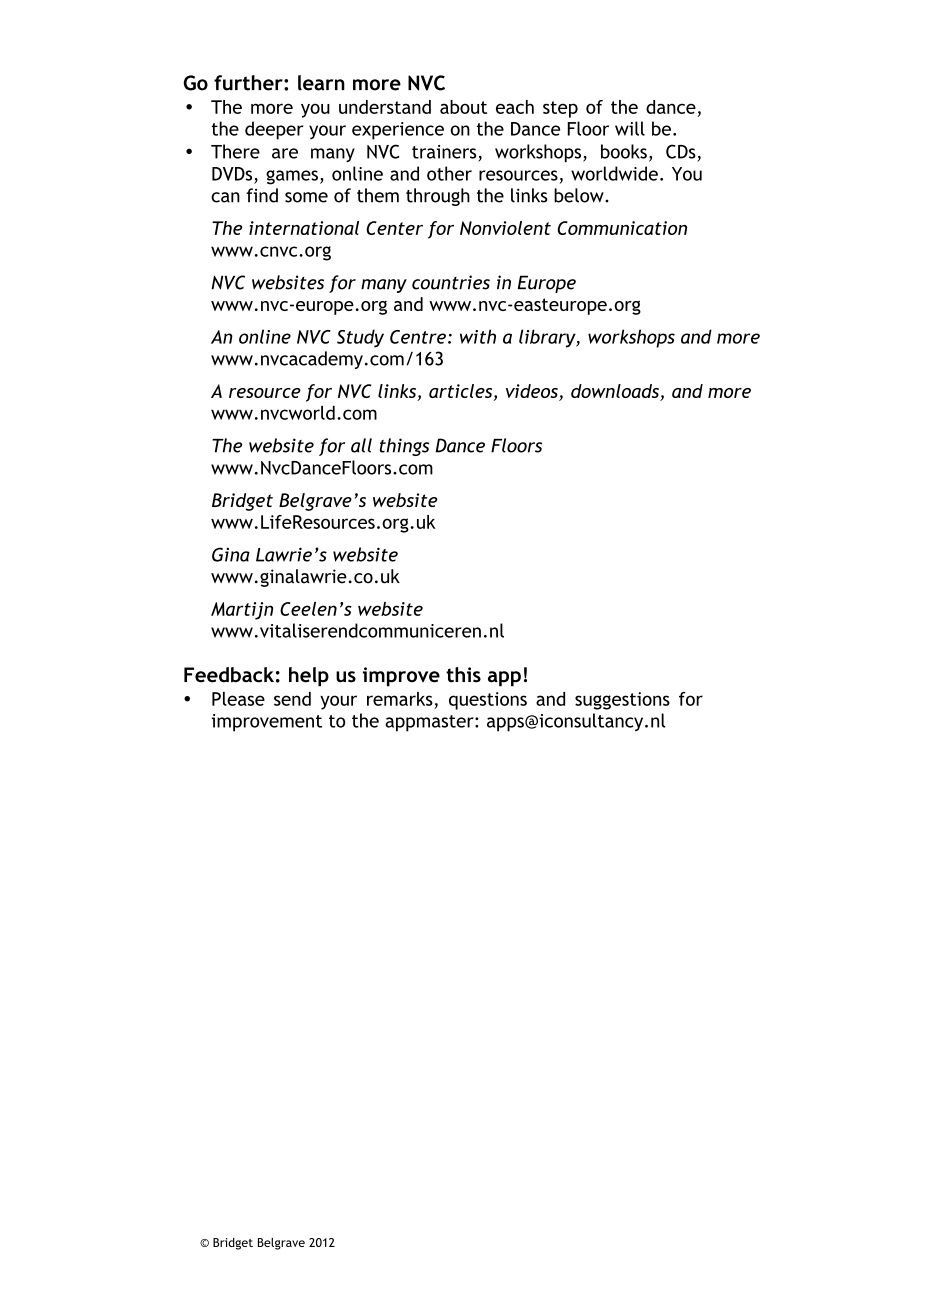 Go further: learn more NVC
• The more you understand about each step of the dance,
the deeper your experience on the Dance Floor will be.
• There are many NVC trainers, workshops, books, CDs,
DVDs, games, online and other resources, worldwide. You
can find some of them through the links below.
The international Center for Nonviolent Communication
www.cnvc.org
NVC websites for many countries in Europe
www.nvc-europe.org and www.nvc-easteurope.org
An online NVC Study Centre: with a library, workshops and more
www.nvcacademy.com/163
A resource for NVC links, articles, videos, downloads, and more
www.nvcworld.com
The website for all things Dance Floors
www.NvcDanceFloors.com
Bridget Belgrave’s website
www.LifeResources.org.uk
Gina Lawrie’s website
www.ginalawrie.co.uk
Martijn Ceelen’s website
www.vitaliserendcommuniceren.nl
Feedback: help us improve this app!
• Please send your remarks, questions and suggestions for
improvement to the appmaster: apps@iconsultancy.nl
© Bridget Belgrave 2012